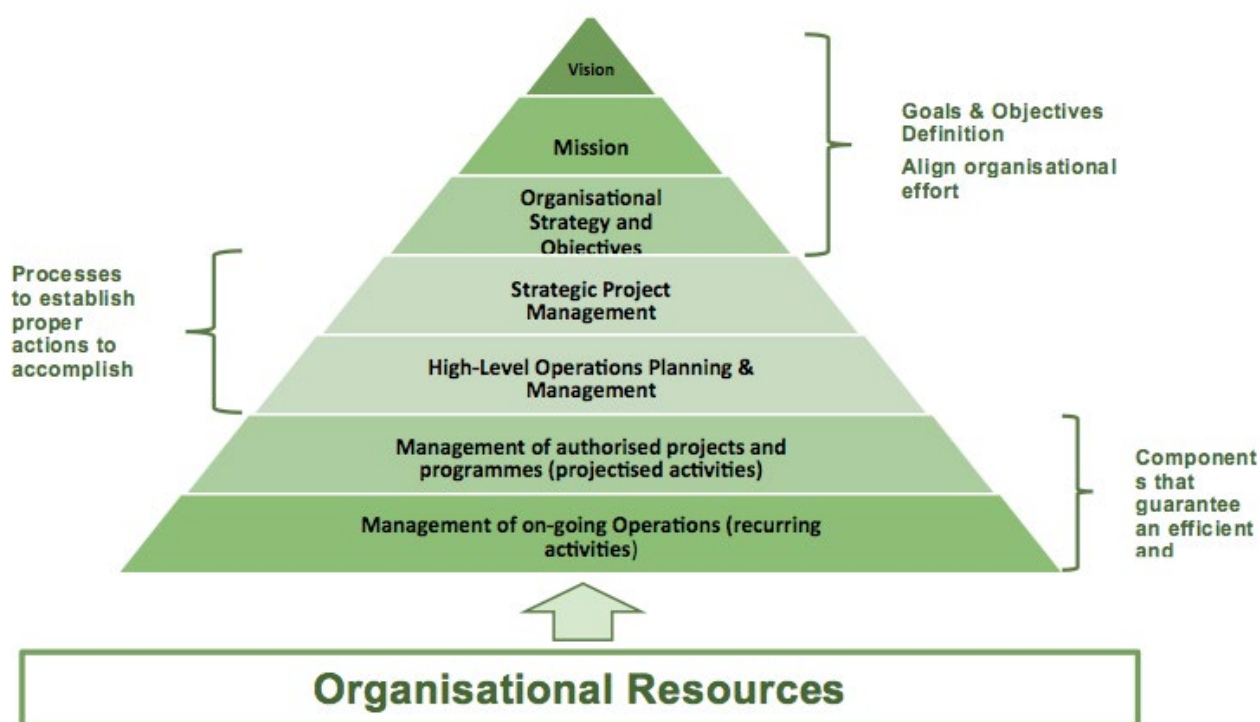 Vision
Mission
Organisational
Strategy and
Objectives
Strategic Project
Management
High-Level Operations Planning &
Management
Management of authorised projects and
programmes (projectised activities)
Management of on-going Operations (recurring
activities)
Goals & Objectives
Definition
Align organisational
effort
Processes
to establish
proper
actions to
accomplish
Component
s that
guarantee
an efficient
and
Organisational Resources